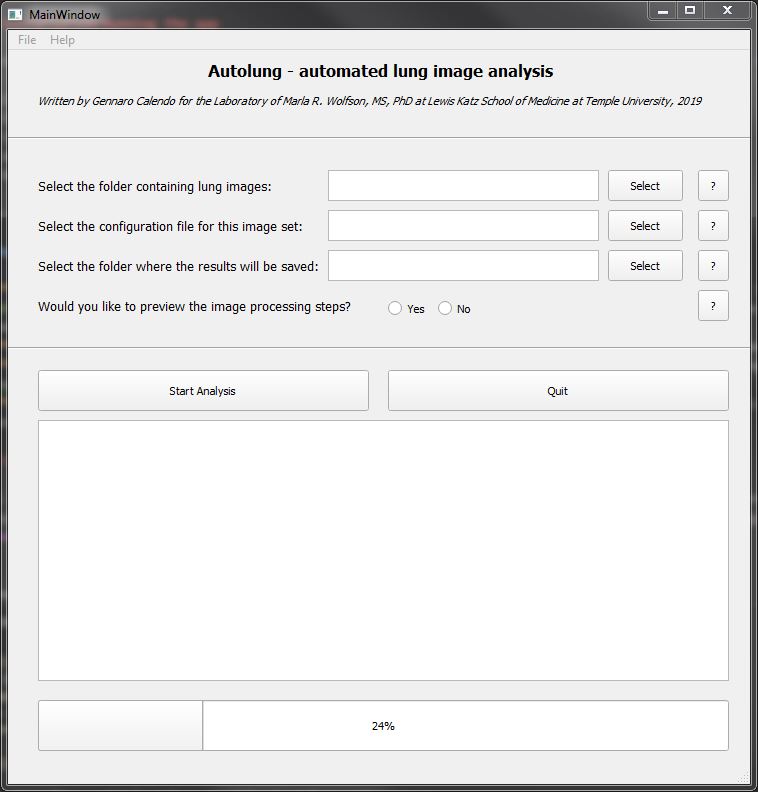 MainWindow
File Help
Autolung - automated lung image analysis
Written by Gennaro Calendo for the Laboratory of Marla R. Wolfson, MS, PhD at Lewis Katz School of Medicine at Temple University, 2019
Select the folder containing lung images: Select ?
Select the configuration file for this image set: Select ?
Select the folder where the results will be saved: Select ?
Would you like to preview the image processing steps? Yes No ?
Start Analysis Quit
24%